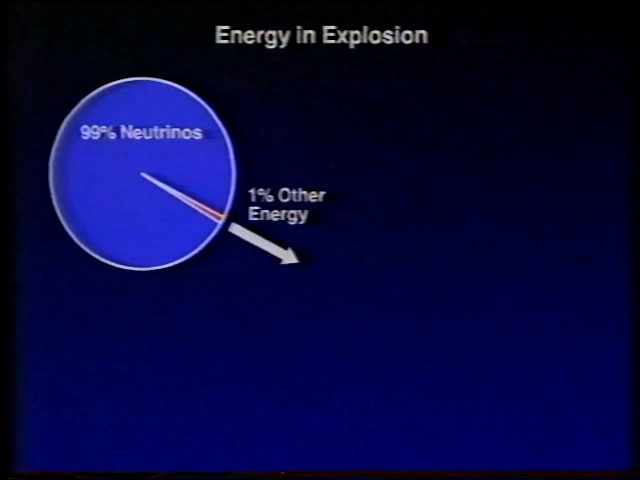 Energy in Explosion
99% Neutrinos
1% Other
Energy